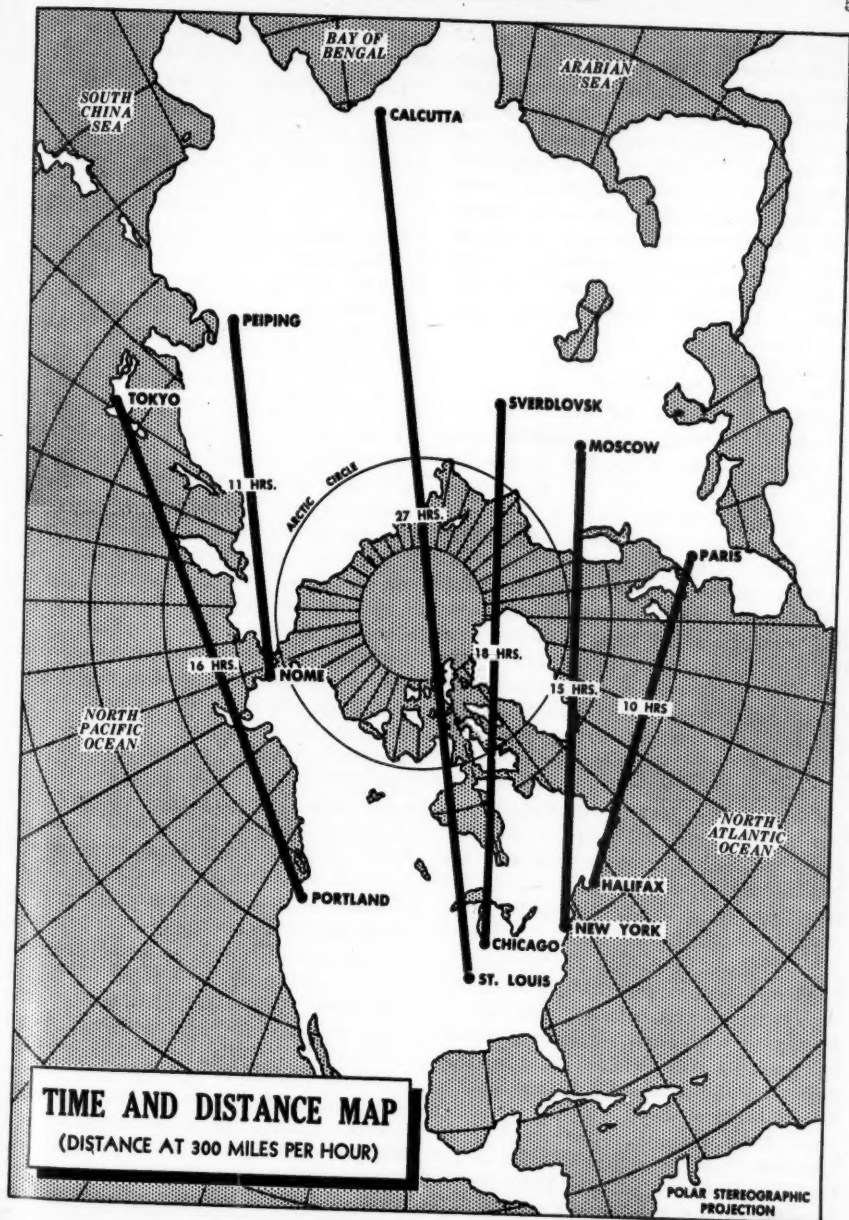 BAY OF
BENGAL
ARABIAN
SEA
SOUTH
CHINA
SEA
CALCUTTA
PEIPING
TOKYO
SVERDLOVSK
MOSCOW
ARCTIC CIRCLE
11 HRS.
27 HRS.
PARIS
18 HRS.
16 HRS.
NOME
15 HRS.
10 HRS
NORTH
PACIFIC
OCEAN
NORTH
ATLANTIC
OCEAN
HALIFAX
PORTLAND
NEW YORK
CHICAGO
ST. LOUIS
TIME AND DISTANCE MAP
(DISTANCE AT 300 MILES PER HOUR)
POLAR STEREOGRAPHIC
PROJECTION